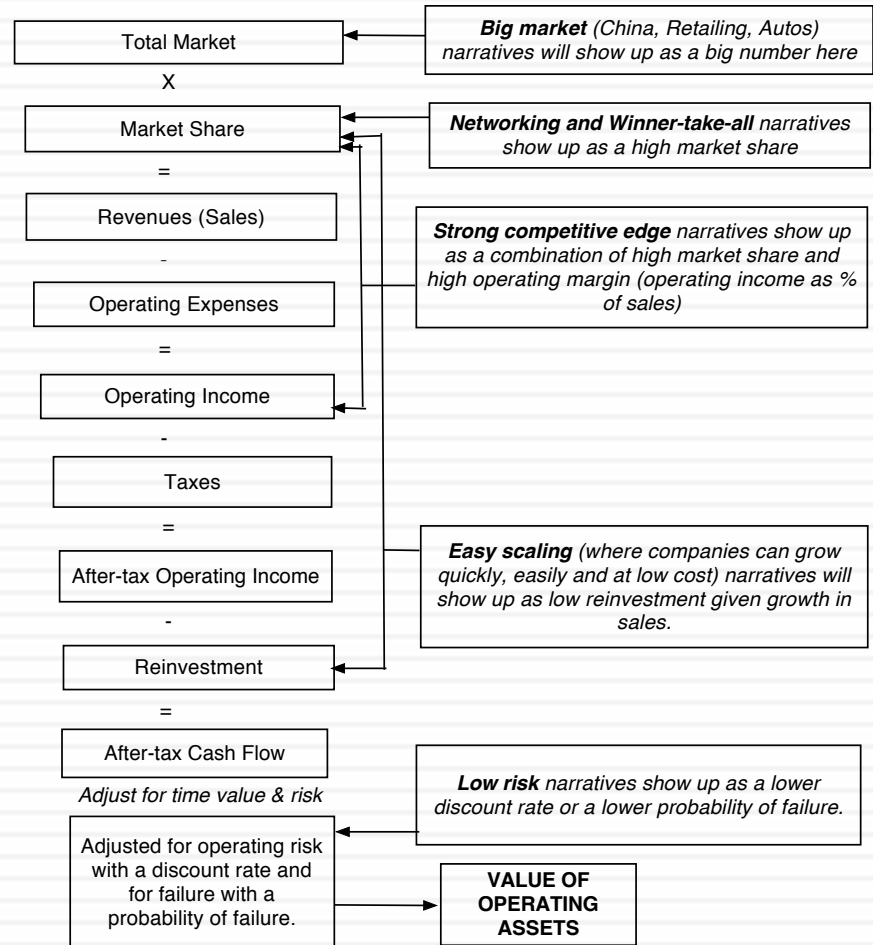 Total Market
Big market (China, Retailing, Autos)
narratives will show up as a big number here
X
Market Share
Networking and Winner-take-all narratives
show up as a high market share
=
Revenues (Sales)
Strong competitive edge narratives show up
as a combination of high market share and
high operating margin (operating income as %
of sales)
-
Operating Expenses
=
Operating Income
-
Taxes
=
After-tax Operating Income
Easy scaling (where companies can grow
quickly, easily and at low cost) narratives will
show up as low reinvestment given growth in
sales.
-
Reinvestment
=
After-tax Cash Flow
Adjust for time value & risk
Low risk narratives show up as a lower
discount rate or a lower probability of failure.
Adjusted for operating risk
with a discount rate and
for failure with a
probability of failure.
VALUE OF
OPERATING
ASSETS